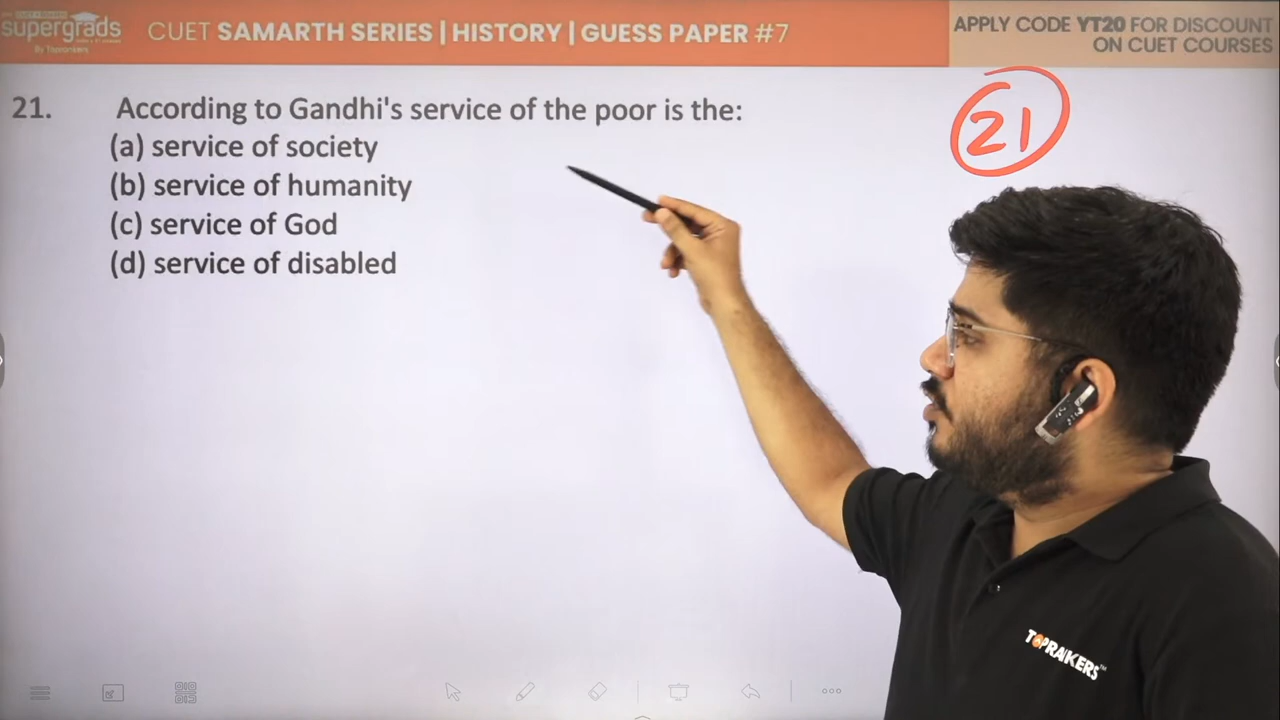 supergrads
By Toprankers
CUET SAMARTH SERIES | HISTORY | GUESS PAPER #7
APPLY CODE YT20 FOR DISCOUNT
ON CUET COURSES
21
21. According to Gandhi's service of the poor is the:
(a) service of society
(b) service of humanity
(c) service of God
(d) service of disabled
TOPRANKERS™